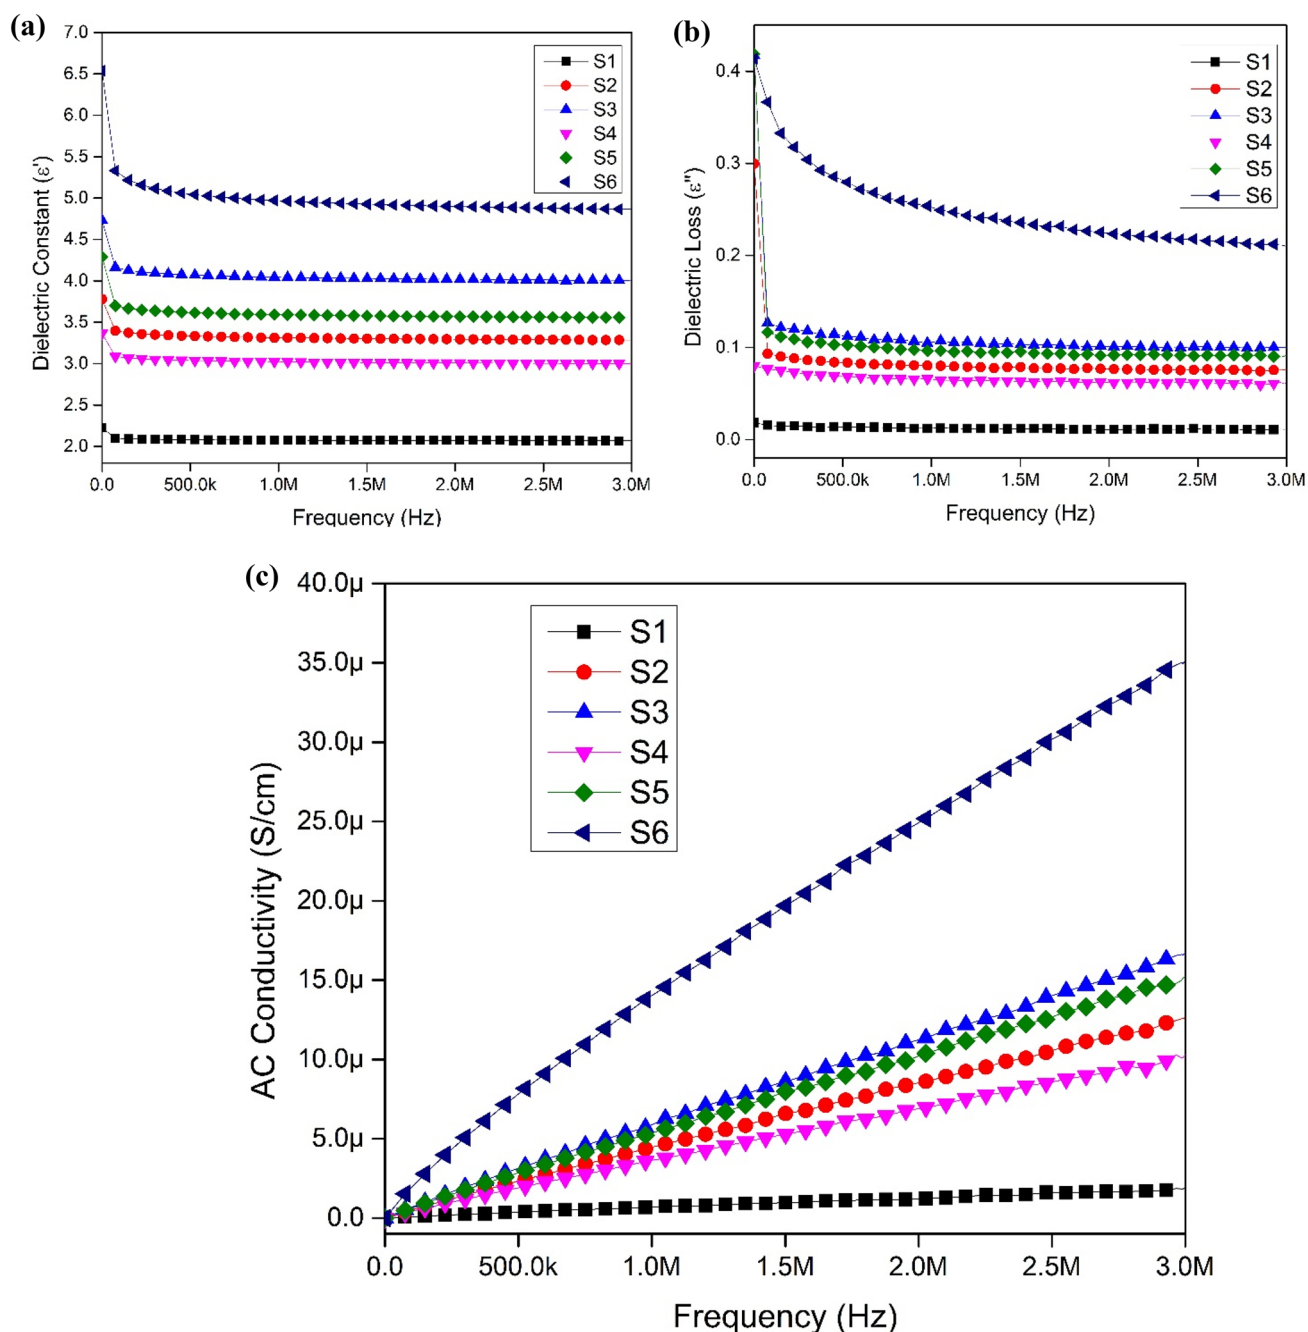 (a)
7.0
6.5
6.0
5.5
5.0
4.5
4.0
3.5
3.0
2.5
2.0
Dielectric Constant (ε')
S1
S2
S3
S4
S5
S6
0.0 500.0k 1.0M 1.5M 2.0M 2.5M 3.0M
Frequency (Hz)
(b)
0.4
0.3
0.2
0.1
0.0
Dielectric Loss (ε")
S1
S2
S3
S4
S5
S6
0.0 500.0k 1.0M 1.5M 2.0M 2.5M 3.0M
Frequency (Hz)
(c)
40.0µ
35.0µ
30.0µ
25.0µ
20.0µ
15.0µ
10.0µ
5.0µ
0.0
AC Conductivity (S/cm)
S1
S2
S3
S4
S5
S6
0.0 500.0k 1.0M 1.5M 2.0M 2.5M 3.0M
Frequency (Hz)